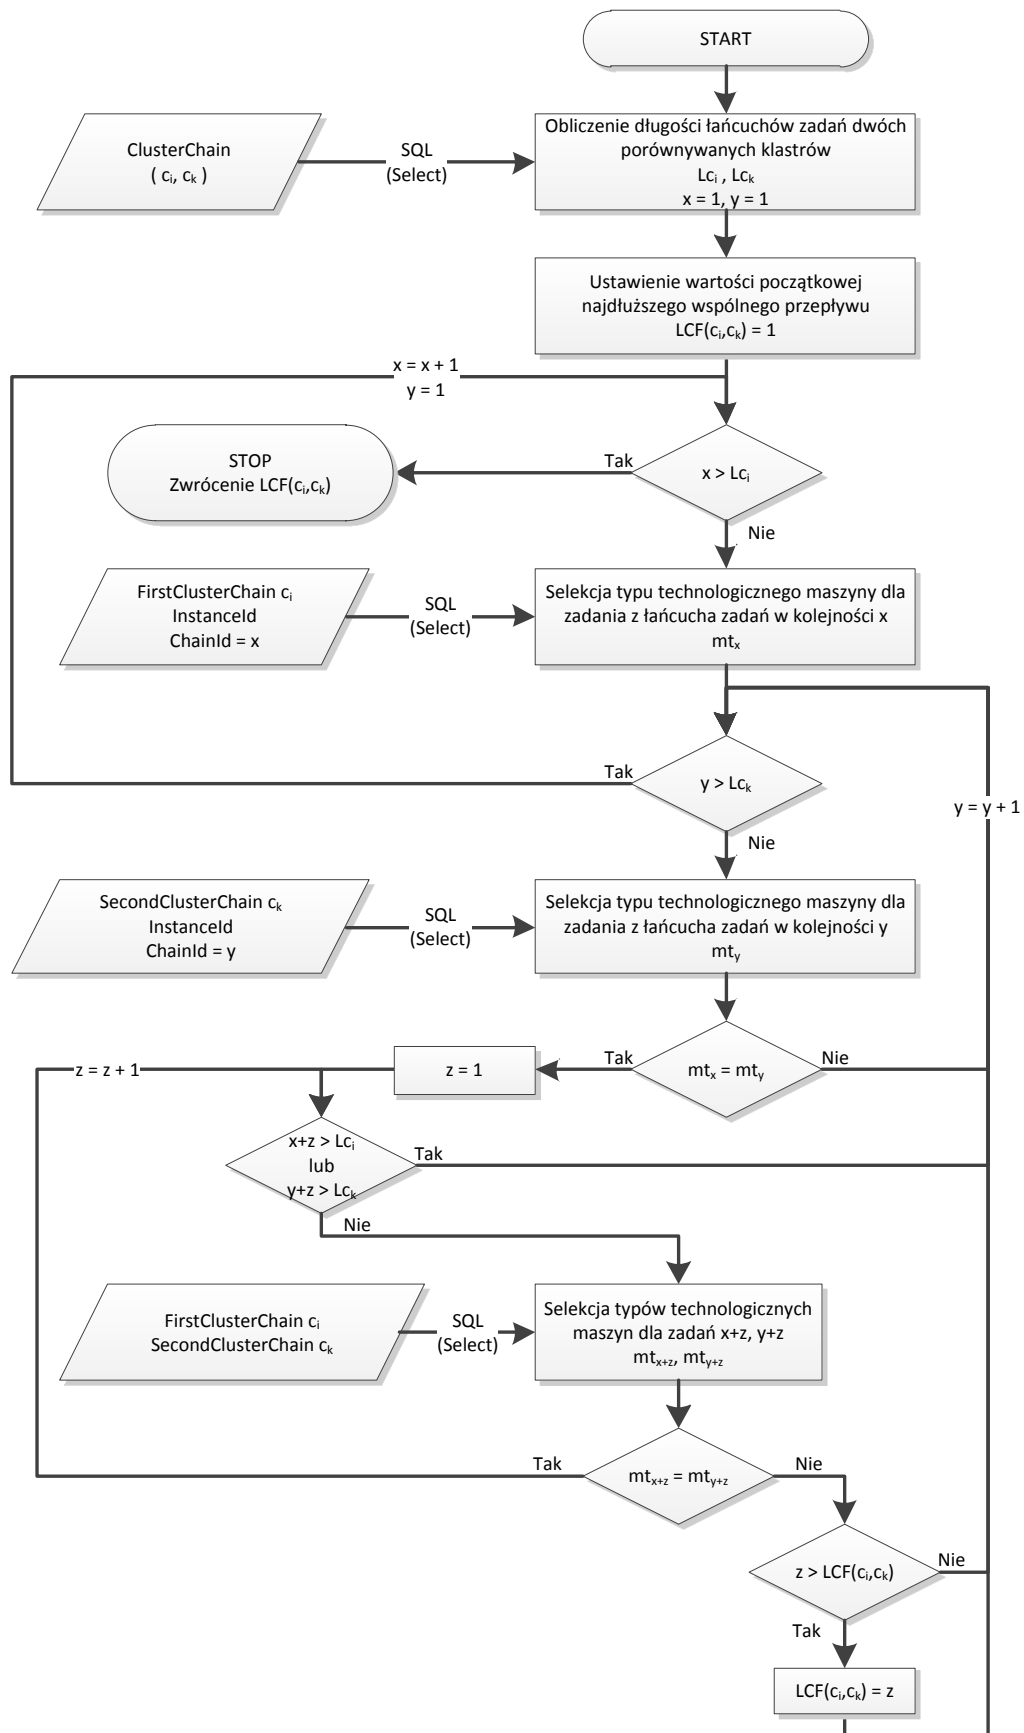 START
ClusterChain
( cᵢ, cₖ )
SQL
(Select)
Obliczenie długości łańcuchów zadań dwóch
porównywanych klastrów
Lcᵢ , Lcₖ
x = 1, y = 1
Ustawienie wartości początkowej
najdłuższego wspólnego przepływu
LCF(cᵢ,cₖ) = 1
x = x + 1
y = 1
STOP
Zwrócenie LCF(cᵢ,cₖ)
Tak
x > Lcᵢ
Nie
FirstClusterChain cᵢ
InstanceId
ChainId = x
SQL
(Select)
Selekcja typu technologicznego maszyny dla
zadania z łańcucha zadań w kolejności x
mtₓ
Tak
y > Lcₖ
y = y + 1
Nie
SecondClusterChain cₖ
InstanceId
ChainId = y
SQL
(Select)
Selekcja typu technologicznego maszyny dla
zadania z łańcucha zadań w kolejności y
mty
z = z + 1
z = 1
Tak
mtₓ = mty
Nie
x+z > Lcᵢ
lub
y+z > Lcₖ
Tak
Nie
FirstClusterChain cᵢ
SecondClusterChain cₖ
SQL
(Select)
Selekcja typów technologicznych
maszyn dla zadań x+z, y+z
mtx+z, mty+z
Tak
mtx+z = mty+z
Nie
z > LCF(cᵢ,cₖ)
Nie
Tak
LCF(cᵢ,cₖ) = z